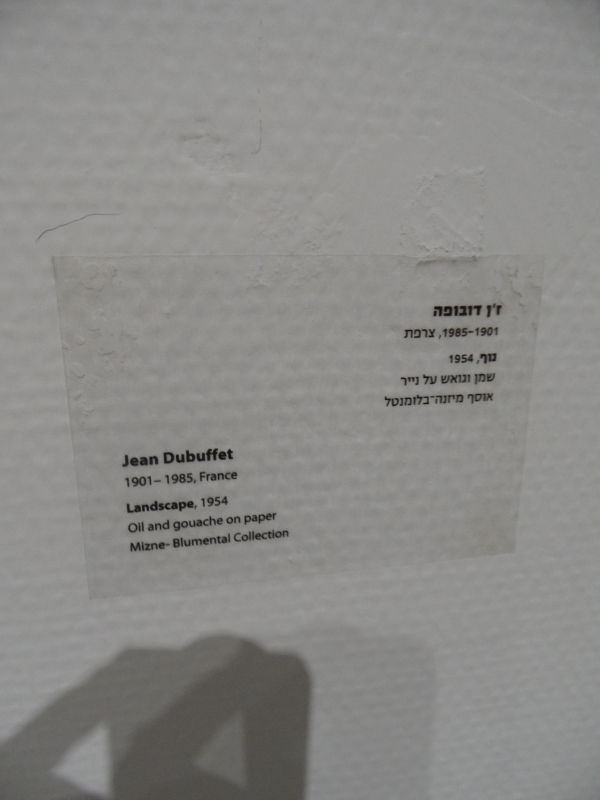 ז'ן דובופה
1901–1985, צרפת
נוף, 1954
שמן וגואש על נייר
אוסף מיזנה־בלומנטל
Jean Dubuffet
1901– 1985, France
Landscape, 1954
Oil and gouache on paper
Mizne- Blumental Collection